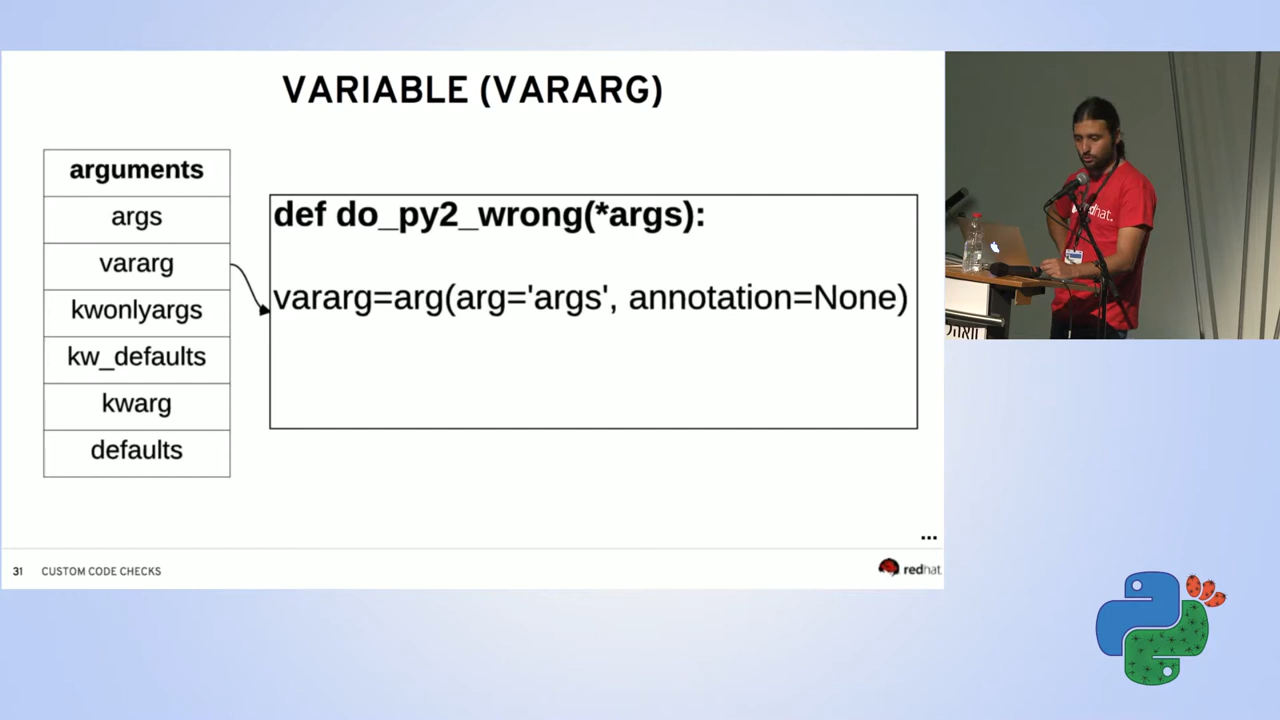 VARIABLE (VARARG)
arguments
args
vararg
kwonlyargs
kw_defaults
kwarg
defaults
def do_py2_wrong(*args):
vararg=arg(arg='args', annotation=None)
...
31 CUSTOM CODE CHECKS
redhat.
redhat.